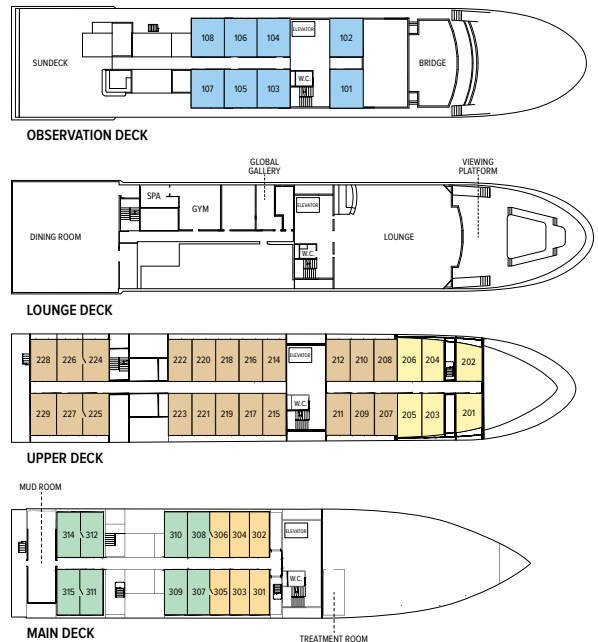 108 106 104 ELEVATOR 102
SUNDECK BRIDGE
W.C.
107 105 103 101
OBSERVATION DECK
GLOBAL
GALLERY
VIEWING
PLATFORM
SPA
GYM ELEVATOR
DINING ROOM LOUNGE
W.C.
LOUNGE DECK
228 226 224 222 220 218 216 214 ELEVATOR 212 210 208 206 204 202
W.C.
229 227 225 223 221 219 217 215 211 209 207 205 203 201
UPPER DECK
MUD ROOM
314 312 310 308 306 304 302 ELEVATOR
W.C.
315 311 309 307 305 303 301
MAIN DECK
TREATMENT ROOM